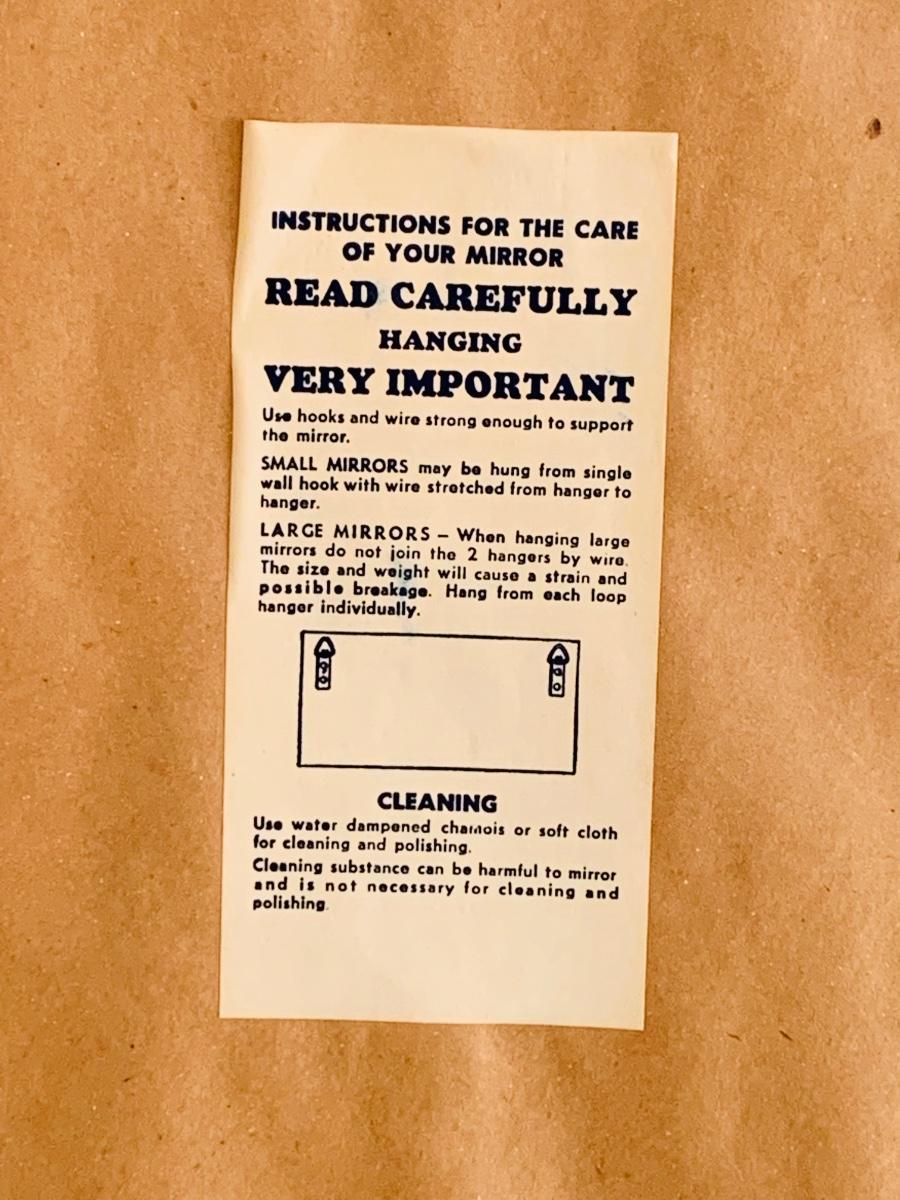 INSTRUCTIONS FOR THE CARE
OF YOUR MIRROR
READ CAREFULLY
HANGING
VERY IMPORTANT
Use hooks and wire strong enough to support
the mirror.
SMALL MIRRORS may be hung from single
wall hook with wire stretched from hanger to
hanger.
LARGE MIRRORS – When hanging large
mirrors do not join the 2 hangers by wire.
The size and weight will cause a strain and
possible breakage. Hang from each loop
hanger individually.
CLEANING
Use water dampened chamois or soft cloth
for cleaning and polishing.
Cleaning substance can be harmful to mirror
and is not necessary for cleaning and
polishing.